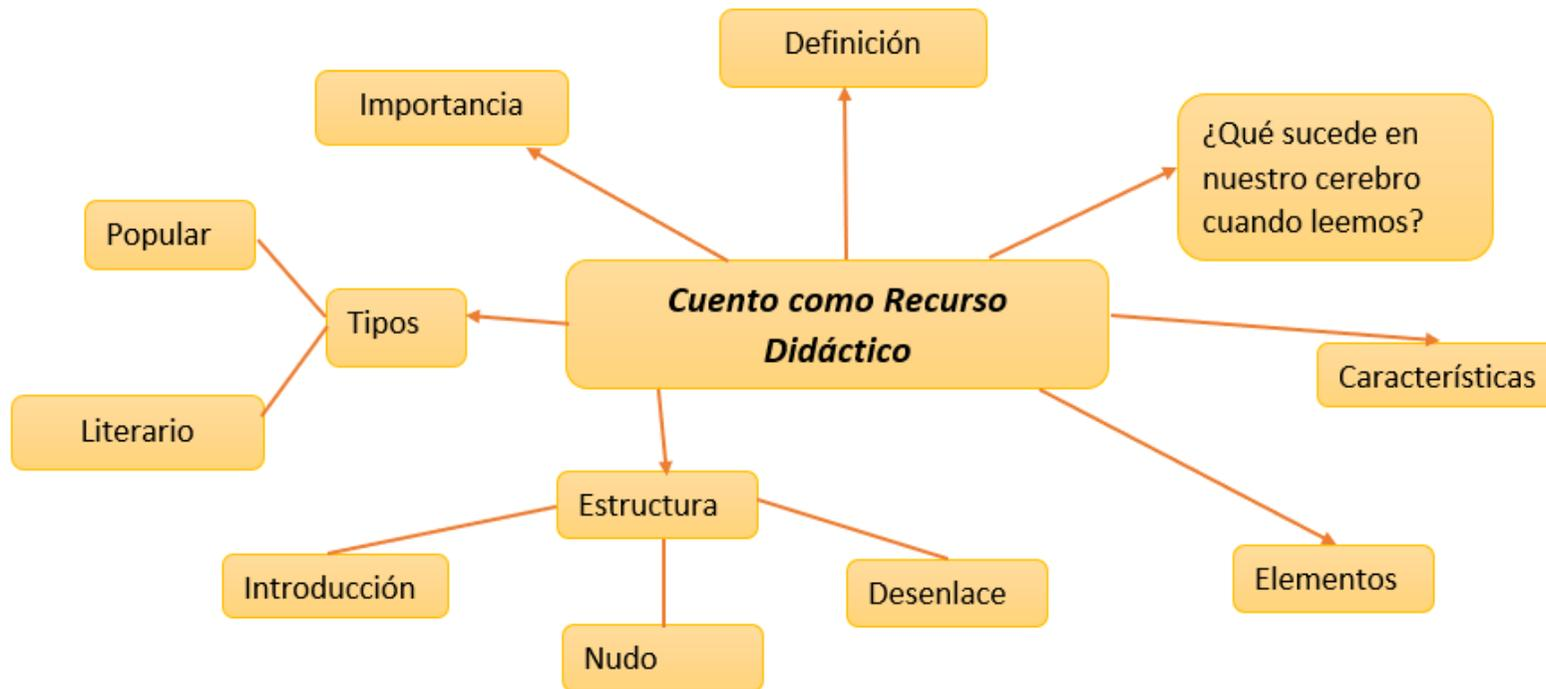 Definición
Importancia
¿Qué sucede en
nuestro cerebro
cuando leemos?
Popular
Cuento como Recurso
Didáctico
Tipos
Características
Literario
Estructura
Introducción
Desenlace
Elementos
Nudo